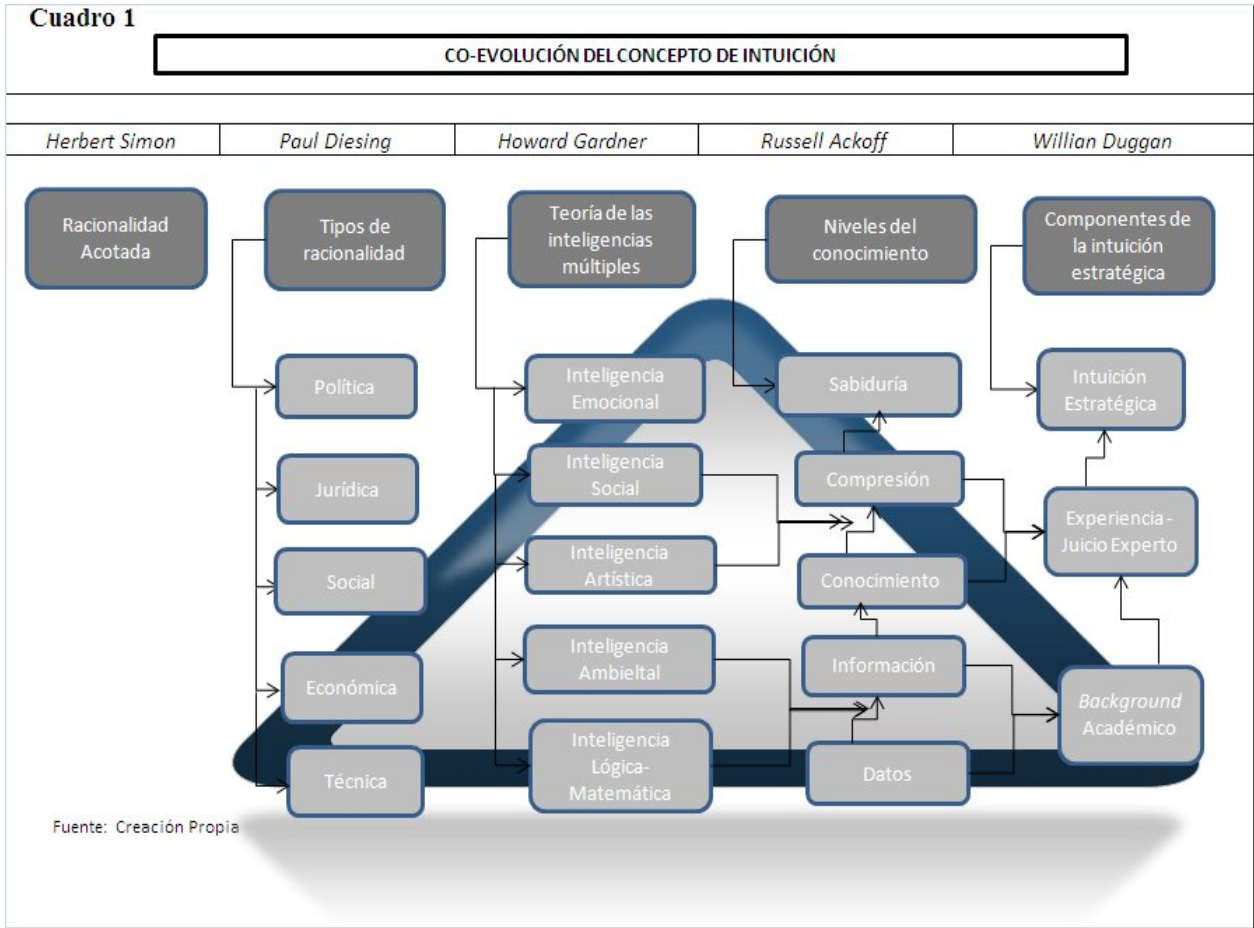 Cuadro 1
CO-EVOLUCIÓN DEL CONCEPTO DE INTUICIÓN
Herbert Simon
Paul Diesing
Howard Gardner
Russell Ackoff
Willian Duggan
Racionalidad
Acotada
Tipos de
racionalidad
Teoría de las
inteligencias
múltiples
Niveles del
conocimiento
Componentes de
la intuición
estratégica
Política
Jurídica
Social
Económica
Técnica
Inteligencia
Emocional
Inteligencia
Social
Inteligencia
Artística
Inteligencia
Ambieltal
Inteligencia
Lógica-
Matemática
Sabiduría
Compresión
Conocimiento
Información
Datos
Intuición
Estratégica
Experiencia-
Juicio Experto
Background
Académico
Fuente: Creación Propia